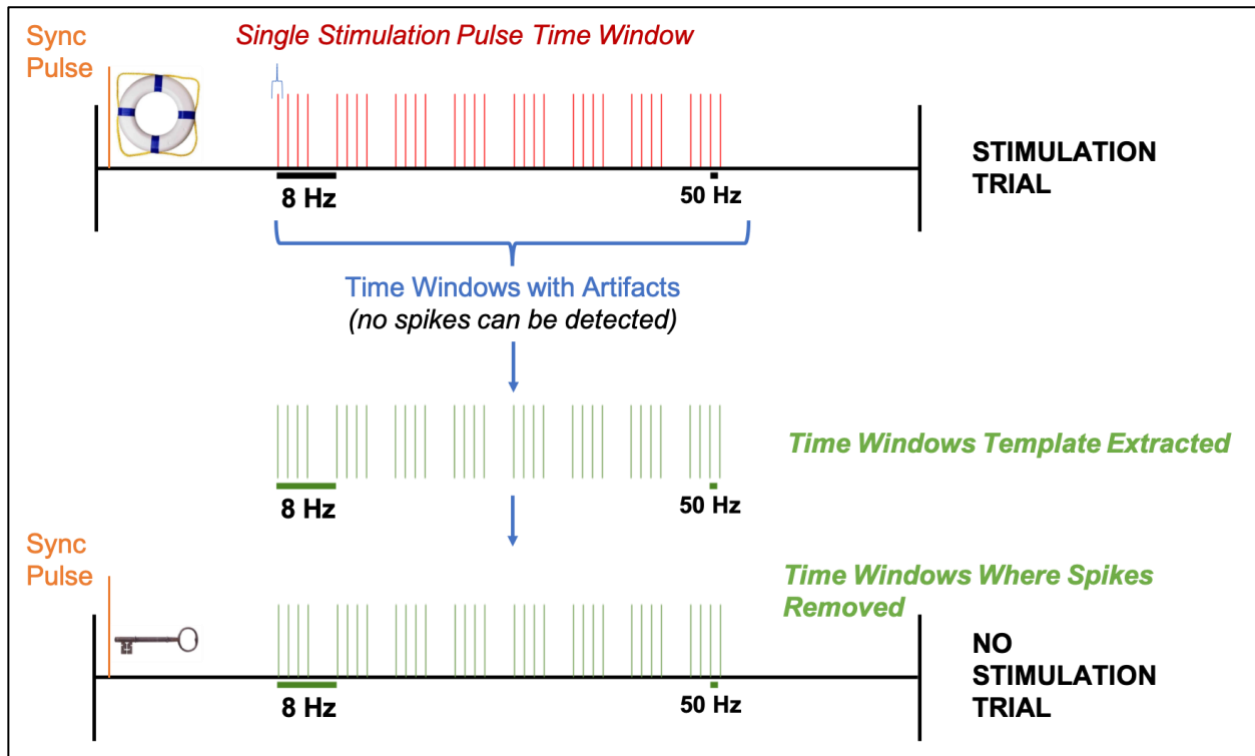 Sync
Pulse
Single Stimulation Pulse Time Window
STIMULATION
TRIAL
8 Hz
50 Hz
Time Windows with Artifacts
(no spikes can be detected)
Time Windows Template Extracted
8 Hz
50 Hz
Sync
Pulse
Time Windows Where Spikes
Removed
NO
STIMULATION
TRIAL
8 Hz
50 Hz